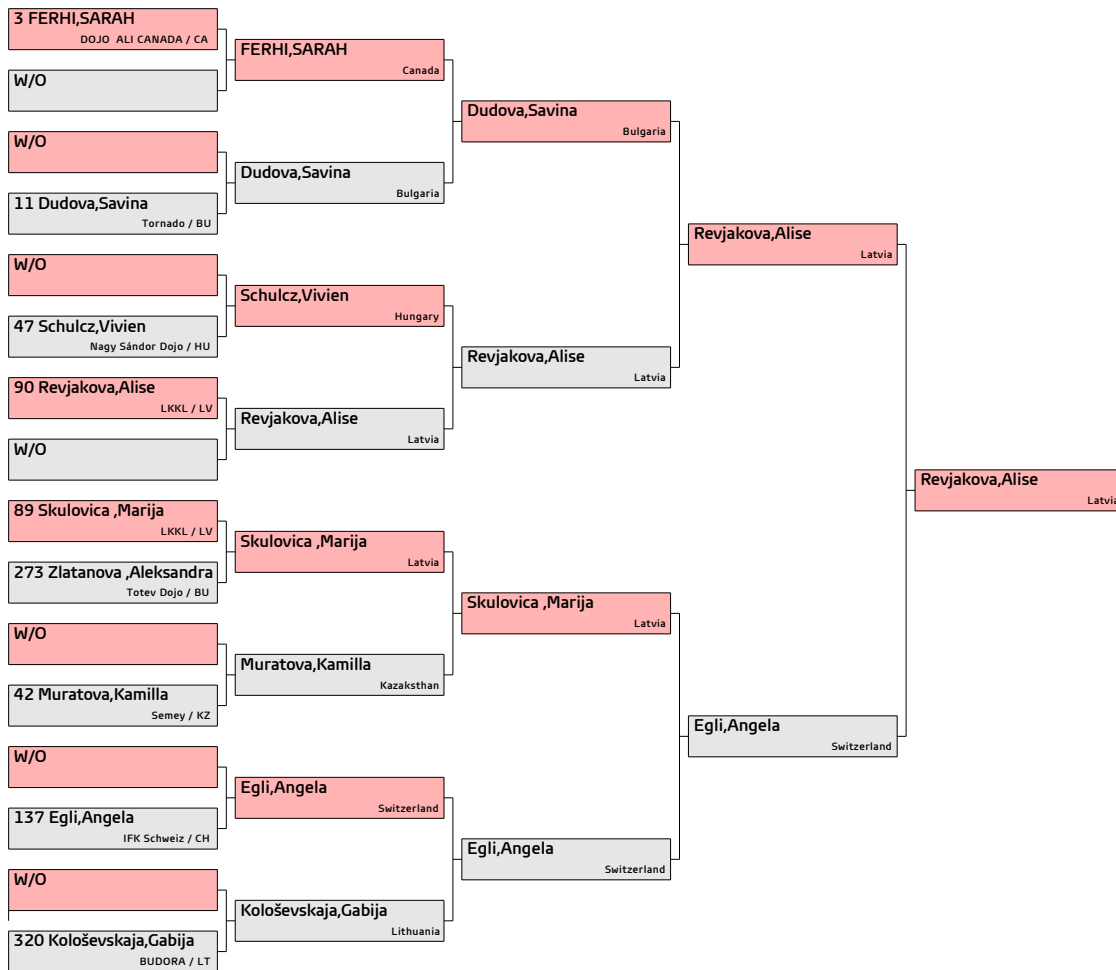 3 FERHI,SARAH
DOJO ALI CANADA / CA
W/O
W/O
11 Dudova,Savina
Tornado / BU
W/O
47 Schulcz,Vivien
Nagy Sándor Dojo / HU
90 Revjakova,Alise
LKKL / LV
W/O
89 Skulovica ,Marija
LKKL / LV
273 Zlatanova ,Aleksandra
Totev Dojo / BU
W/O
42 Muratova,Kamilla
Semey / KZ
W/O
137 Egli,Angela
IFK Schweiz / CH
W/O
320 Kološevskaja,Gabija
BUDORA / LT
FERHI,SARAH
Canada
Dudova,Savina
Bulgaria
Schulcz,Vivien
Hungary
Revjakova,Alise
Latvia
Skulovica ,Marija
Latvia
Muratova,Kamilla
Kazaksthan
Egli,Angela
Switzerland
Kološevskaja,Gabija
Lithuania
Dudova,Savina
Bulgaria
Revjakova,Alise
Latvia
Skulovica ,Marija
Latvia
Egli,Angela
Switzerland
Revjakova,Alise
Latvia
Egli,Angela
Switzerland
Revjakova,Alise
Latvia